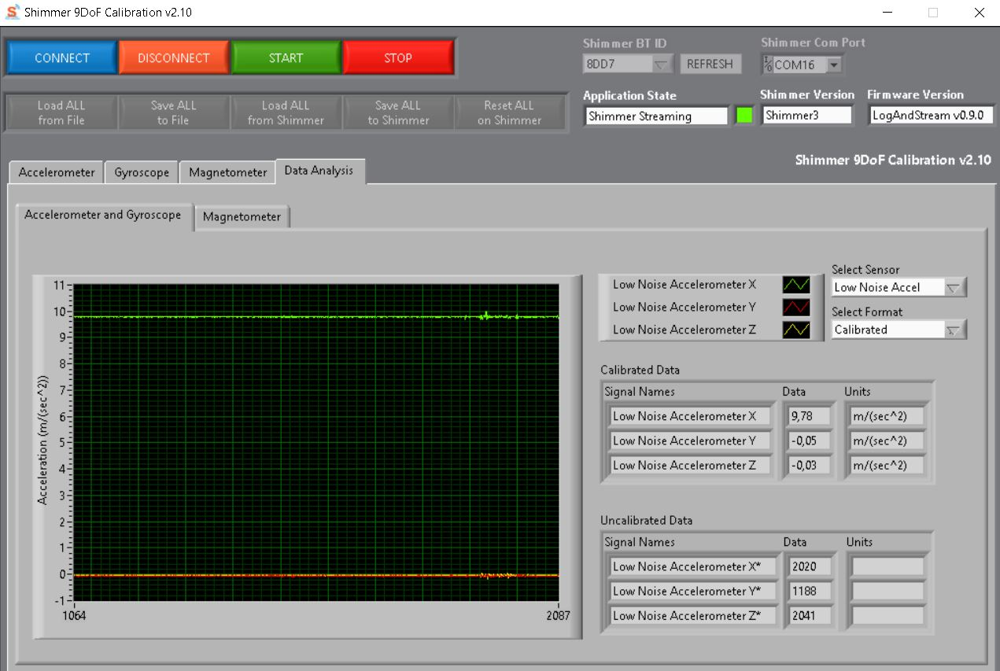 Shimmer 9DoF Calibration v2.10
CONNECT
DISCONNECT
START
STOP
Shimmer BT ID
8DD7
REFRESH
Shimmer Com Port
I/O COM16
Load ALL
from File
Save ALL
to File
Load ALL
from Shimmer
Save ALL
to Shimmer
Reset ALL
on Shimmer
Application State
Shimmer Streaming
Shimmer Version
Shimmer3
Firmware Version
LogAndStream v0.9.0
Shimmer 9DoF Calibration v2.10
Accelerometer
Gyroscope
Magnetometer
Data Analysis
Accelerometer and Gyroscope
Magnetometer
Acceleration (m/(sec^2))
11
10
9
8
7
6
5
4
3
2
1
0
-1
1064
2087
Low Noise Accelerometer X
Low Noise Accelerometer Y
Low Noise Accelerometer Z
Select Sensor
Low Noise Accel
Select Format
Calibrated
Calibrated Data
Signal Names Data Units
Low Noise Accelerometer X 9,78 m/(sec^2)
Low Noise Accelerometer Y -0,05 m/(sec^2)
Low Noise Accelerometer Z -0,03 m/(sec^2)
Uncalibrated Data
Signal Names Data Units
Low Noise Accelerometer X* 2020
Low Noise Accelerometer Y* 1188
Low Noise Accelerometer Z* 2041